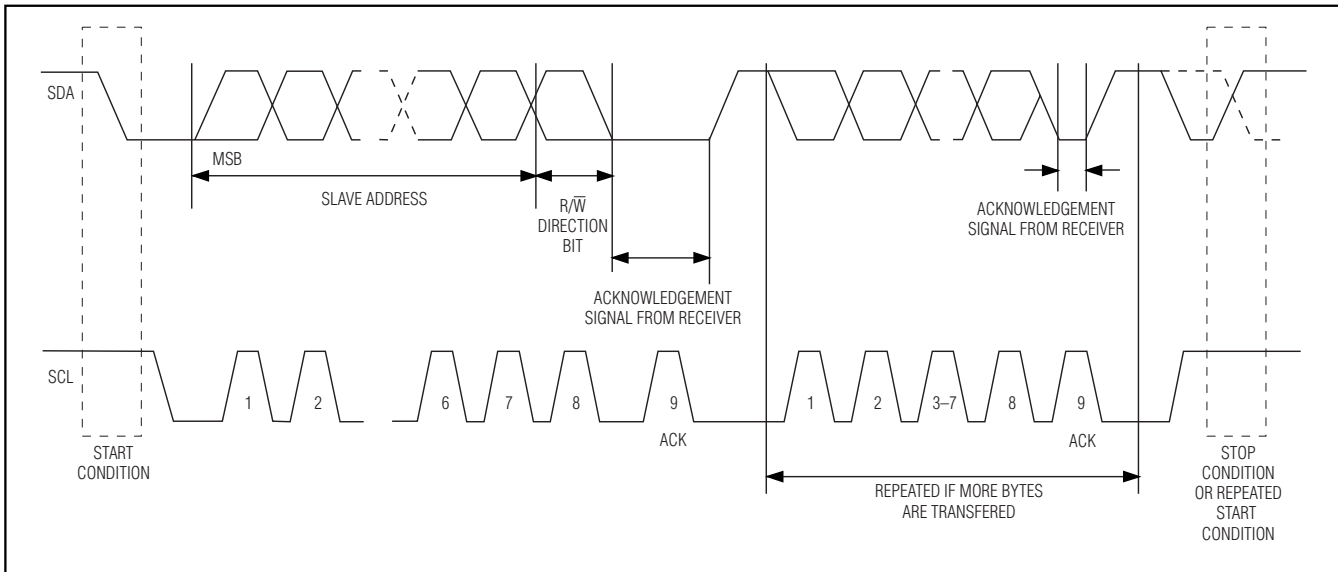 SDA
MSB
SLAVE ADDRESS
R/W̅
DIRECTION
BIT
ACKNOWLEDGEMENT
SIGNAL FROM RECEIVER
ACKNOWLEDGEMENT
SIGNAL FROM RECEIVER
SCL
1 2 6 7 8 9 1 2 3–7 8 9
ACK ACK
START
CONDITION
REPEATED IF MORE BYTES
ARE TRANSFERED
STOP
CONDITION
OR REPEATED
START
CONDITION